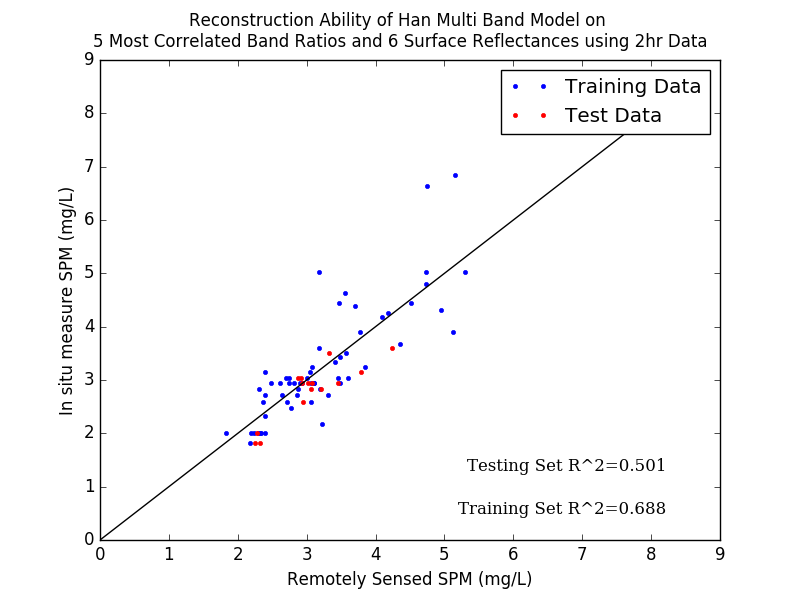 Reconstruction Ability of Han Multi Band Model on
5 Most Correlated Band Ratios and 6 Surface Reflectances using 2hr Data
Training Data
Test Data
In situ measure SPM (mg/L)
9
8
7
6
5
4
3
2
1
0
Testing Set R^2=0.501
Training Set R^2=0.688
0 1 2 3 4 5 6 7 8 9
Remotely Sensed SPM (mg/L)